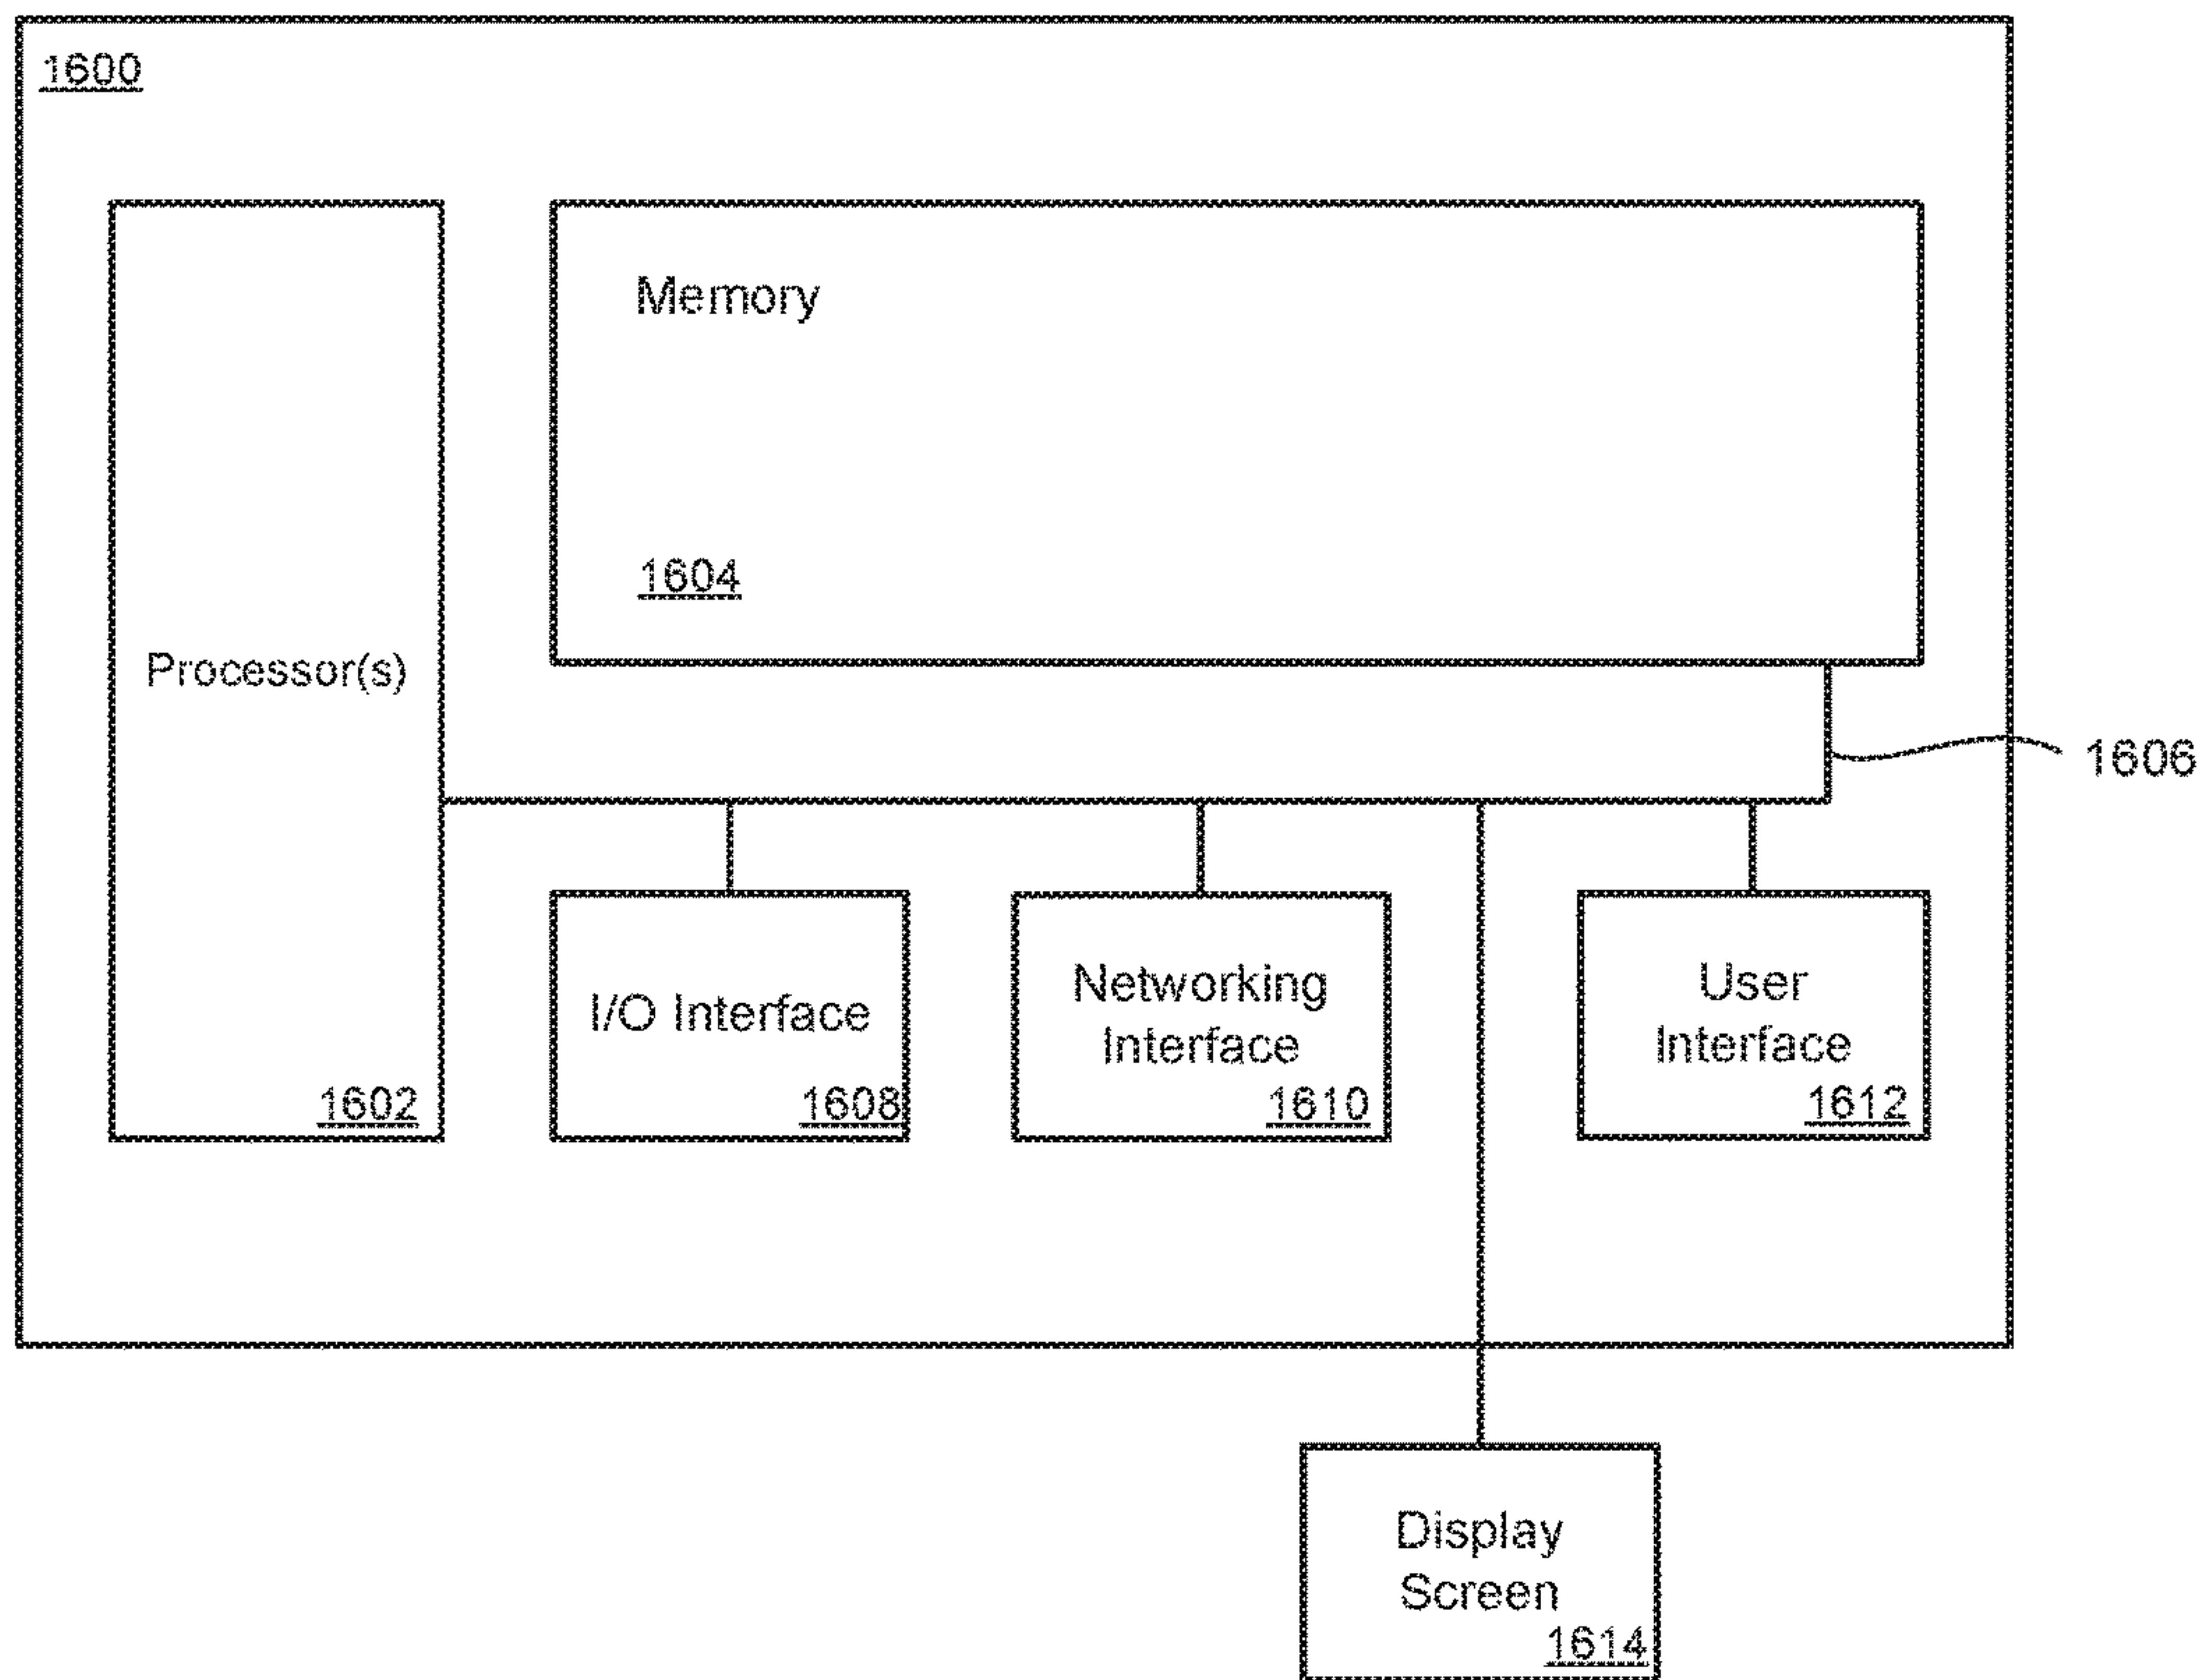 1600
Memory
1604
Processor(s)
1602
1606
I/O Interface
1608
Networking
Interface
1610
User
Interface
1612
Display
Screen
1614